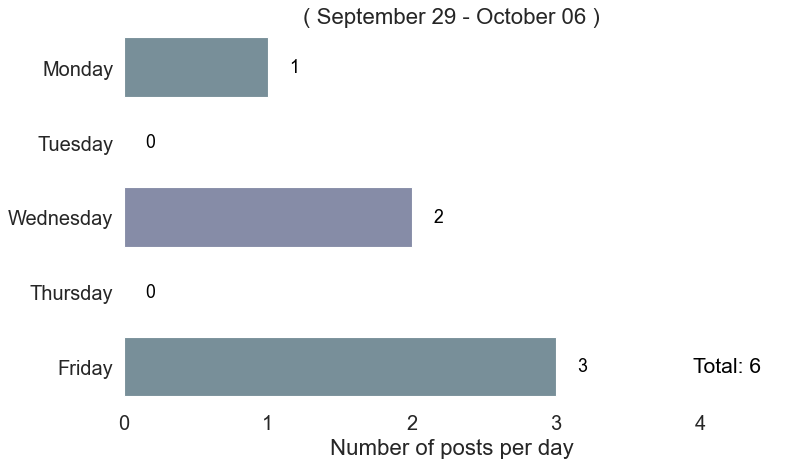 ( September 29 - October 06 )
Monday
1
Tuesday
0
Wednesday
2
Thursday
0
Friday
3
Total: 6
0 1 2 3 4
Number of posts per day